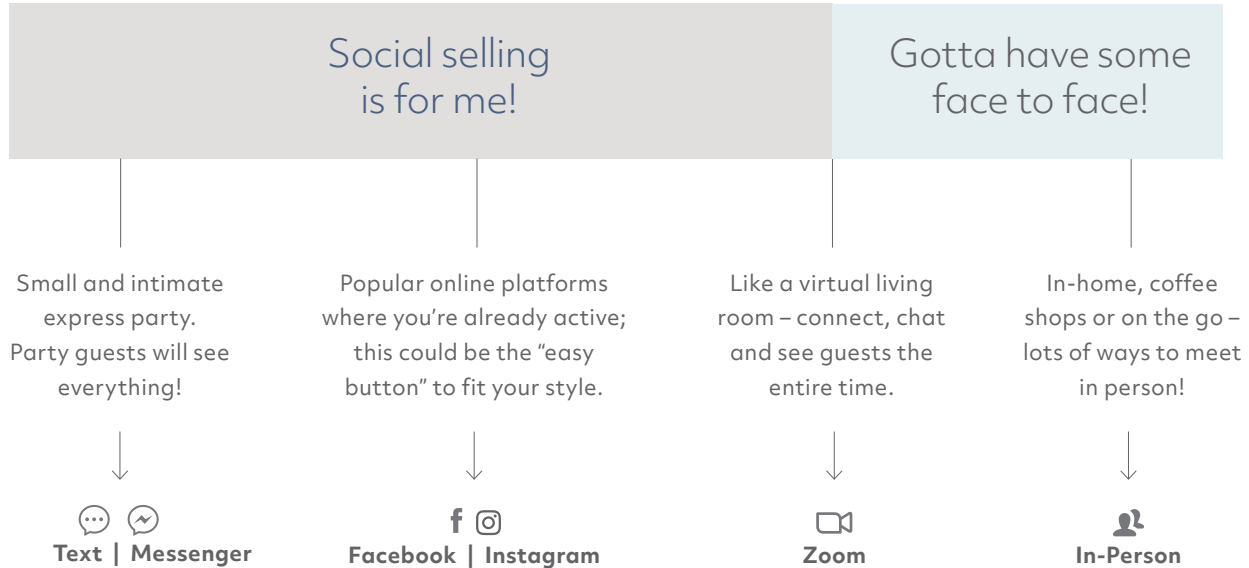 Social selling
is for me!
Gotta have some
face to face!
Small and intimate
express party.
Party guests will see
everything!
Popular online platforms
where you’re already active;
this could be the “easy
button” to fit your style.
Like a virtual living
room – connect, chat
and see guests the
entire time.
In-home, coffee
shops or on the go –
lots of ways to meet
in person!
Text | Messenger
Facebook | Instagram
Zoom
In-Person